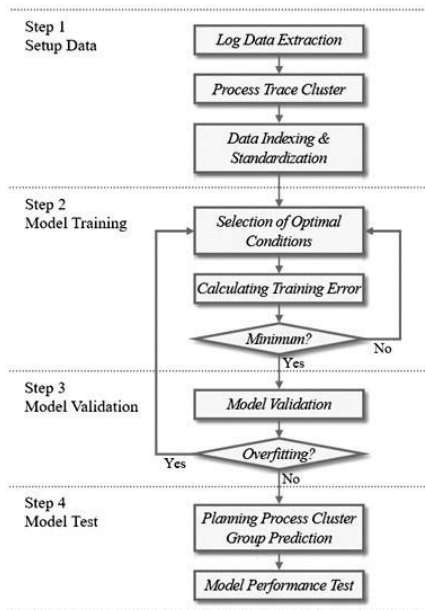 Step 1
Setup Data
Log Data Extraction
Process Trace Cluster
Data Indexing &
Standardization
Step 2
Model Training
Selection of Optimal
Conditions
Calculating Training Error
Minimum?
No
Yes
Step 3
Model Validation
Model Validation
Overfitting?
Yes
No
Step 4
Model Test
Planning Process Cluster
Group Prediction
Model Performance Test